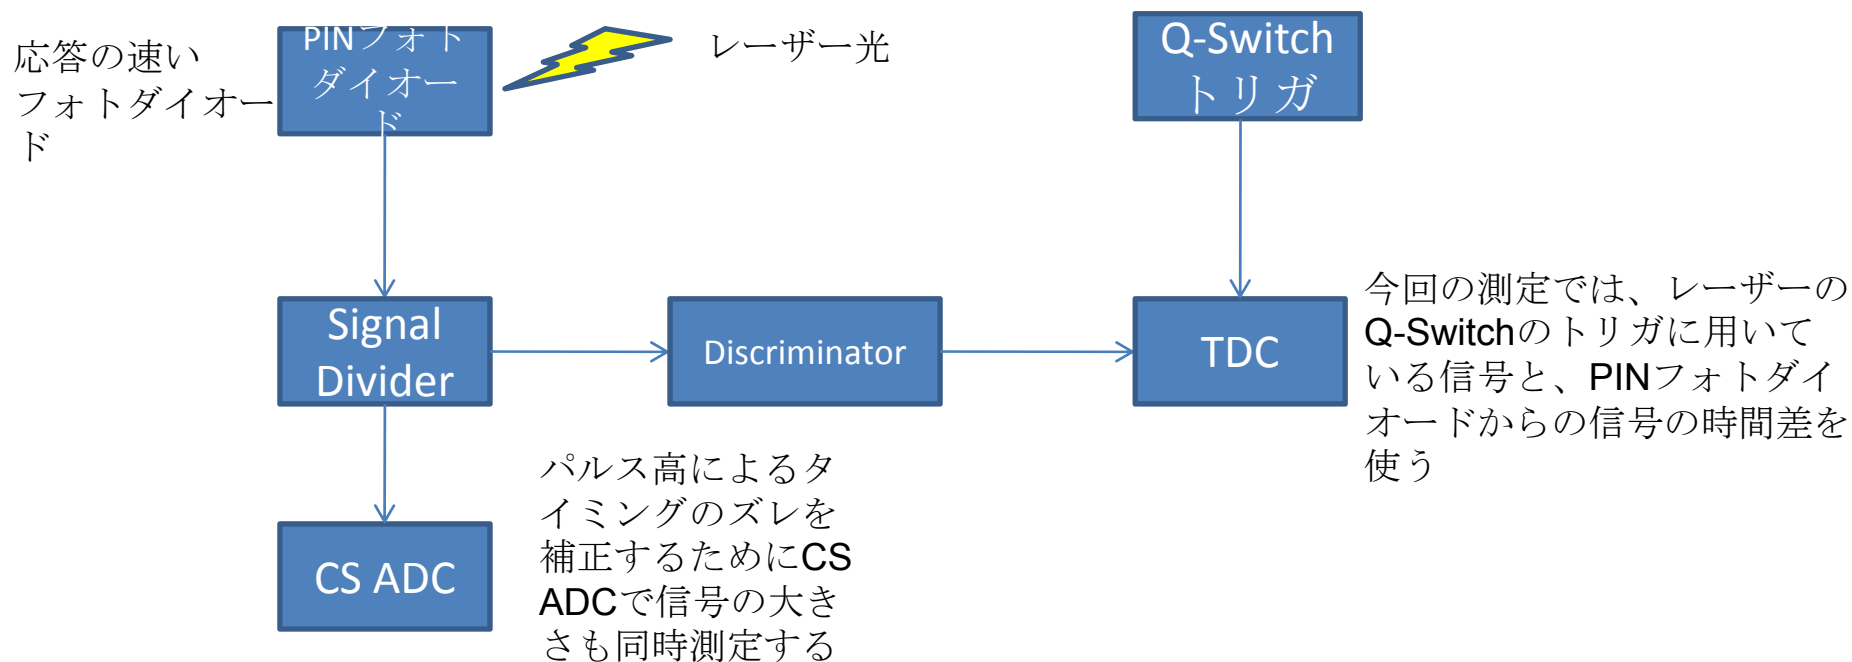 応答の速い
フォトダイオー
ド
PINフォト
ダイオー
ド
レーザー光
Q-Switch
トリガ
Signal
Divider
Discriminator
TDC
今回の測定では、レーザーの
Q-Switchのトリガに用いて
いる信号と、PINフォトダイ
オードからの信号の時間差を
使う
CS ADC
パルス高によるタ
イミングのズレを
補正するためにCS
ADCで信号の大き
さも同時測定する